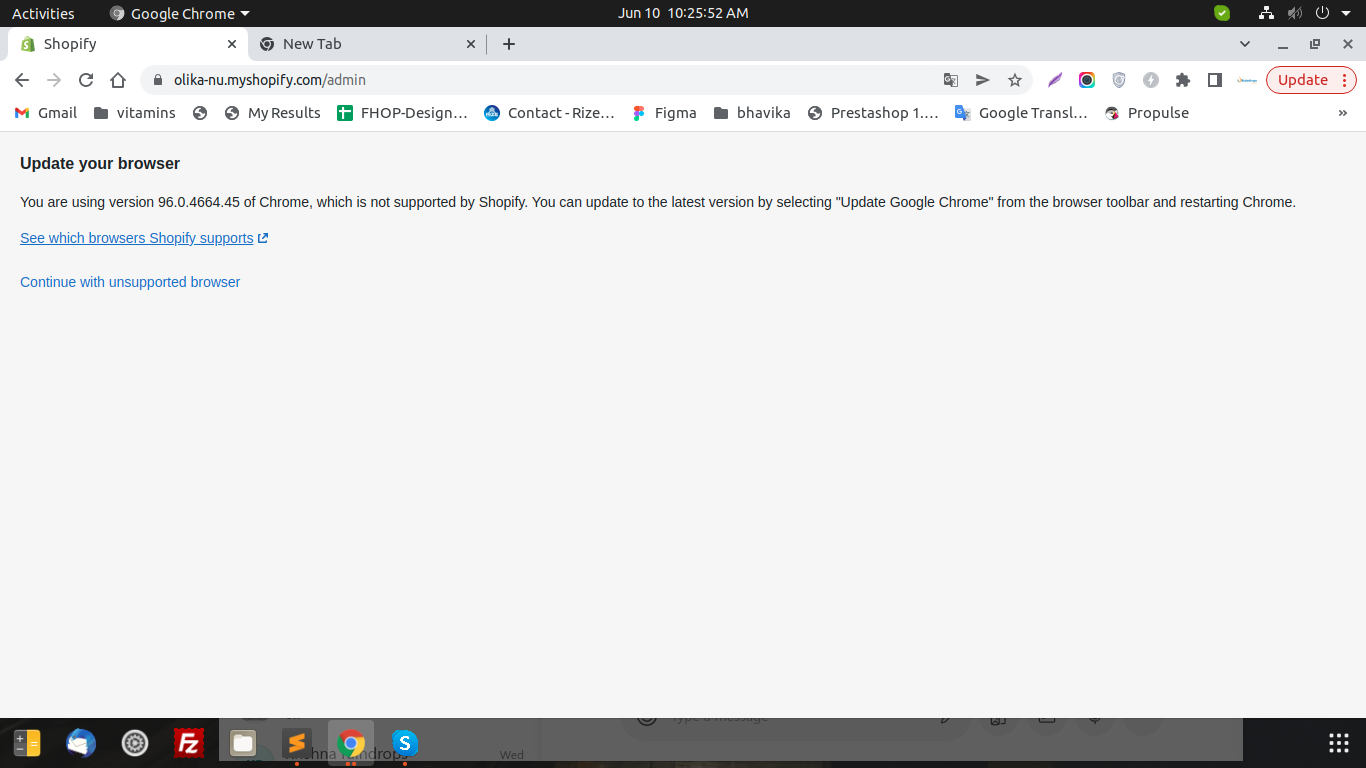 Activities
Google Chrome
Jun 10 10:25:52 AM
Shopify
New Tab
olika-nu.myshopify.com/admin
Update
Gmail
vitamins
My Results
FHOP-Design…
Contact - Rize…
Figma
bhavika
Prestashop 1.…
Google Transl…
Propulse
»
Update your browser
You are using version 96.0.4664.45 of Chrome, which is not supported by Shopify. You can update to the latest version by selecting "Update Google Chrome" from the browser toolbar and restarting Chrome.
See which browsers Shopify supports
Continue with unsupported browser
Type a message
Wed